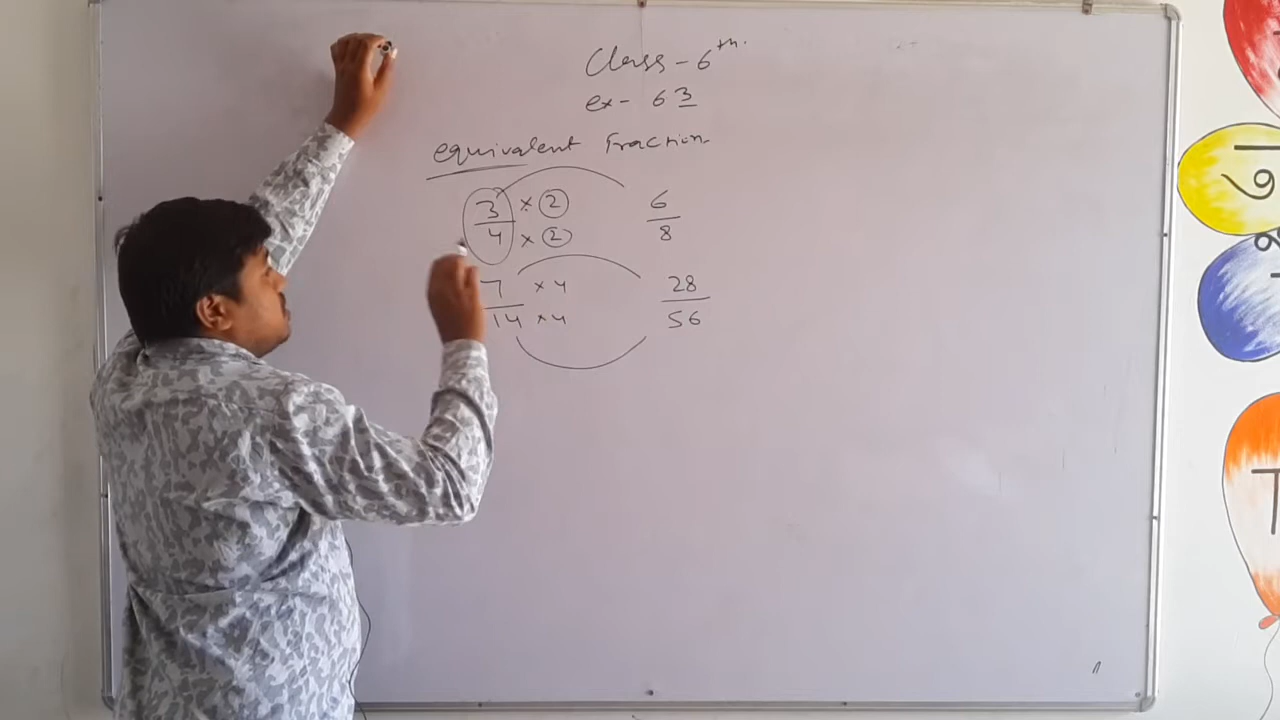 Class - 6th.
ex - 6 3
equivalent Fraction
3 × 2 6
4 × 2 8
7 × 4 28
14 × 4 56